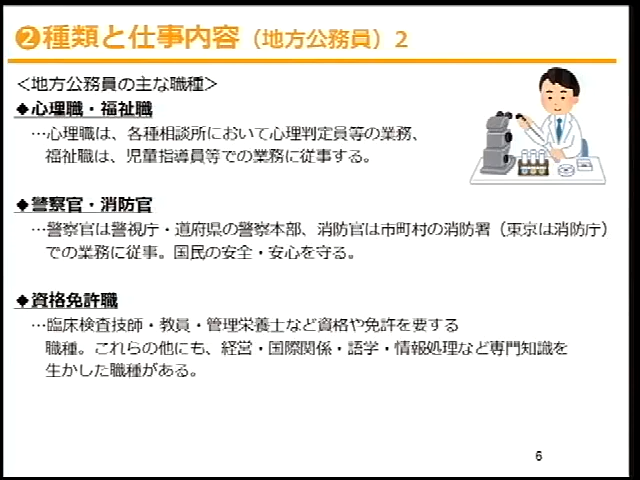 ❷種類と仕事内容（地方公務員）2
＜地方公務員の主な職種＞
◆心理職・福祉職
…心理職は、各種相談所において心理判定員等の業務、
福祉職は、児童指導員等での業務に従事する。
◆警察官・消防官
…警察官は警視庁・道府県の警察本部、消防官は市町村の消防署（東京は消防庁）
での業務に従事。国民の安全・安心を守る。
◆資格免許職
…臨床検査技師・教員・管理栄養士など資格や免許を要する
職種。これらの他にも、経営・国際関係・語学・情報処理など専門知識を
生かした職種がある。
6